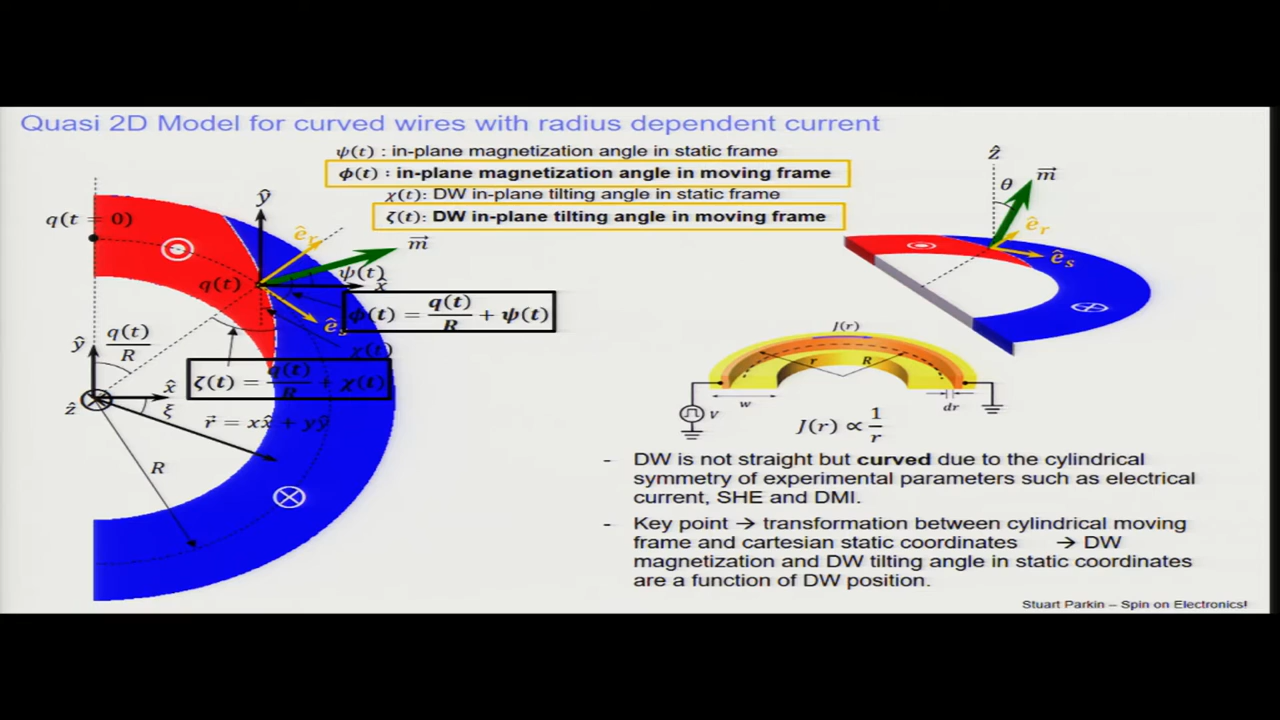 Quasi 2D Model for curved wires with radius dependent current
ψ(t) : in-plane magnetization angle in static frame
ϕ(t) : in-plane magnetization angle in moving frame
χ(t): DW in-plane tilting angle in static frame
ζ(t): DW in-plane tilting angle in moving frame
q(t = 0)
ŷ
ê_r
m⃗
q(t)
ψ(t)
x̂
ê_s
ϕ(t) = q(t)/R + ψ(t)
χ(t)
q(t)/R
ζ(t) = q(t)/R + χ(t)
ŷ
x̂
ẑ
ξ
r⃗ = xx̂ + yŷ
R
ẑ
θ
m⃗
ê_r
ê_s
J(r)
r
R
w
dr
V
J(r) ∝ 1/r
- DW is not straight but curved due to the cylindrical
symmetry of experimental parameters such as electrical
current, SHE and DMI.
- Key point → transformation between cylindrical moving
frame and cartesian static coordinates → DW
magnetization and DW tilting angle in static coordinates
are a function of DW position.
Stuart Parkin – Spin on Electronics!